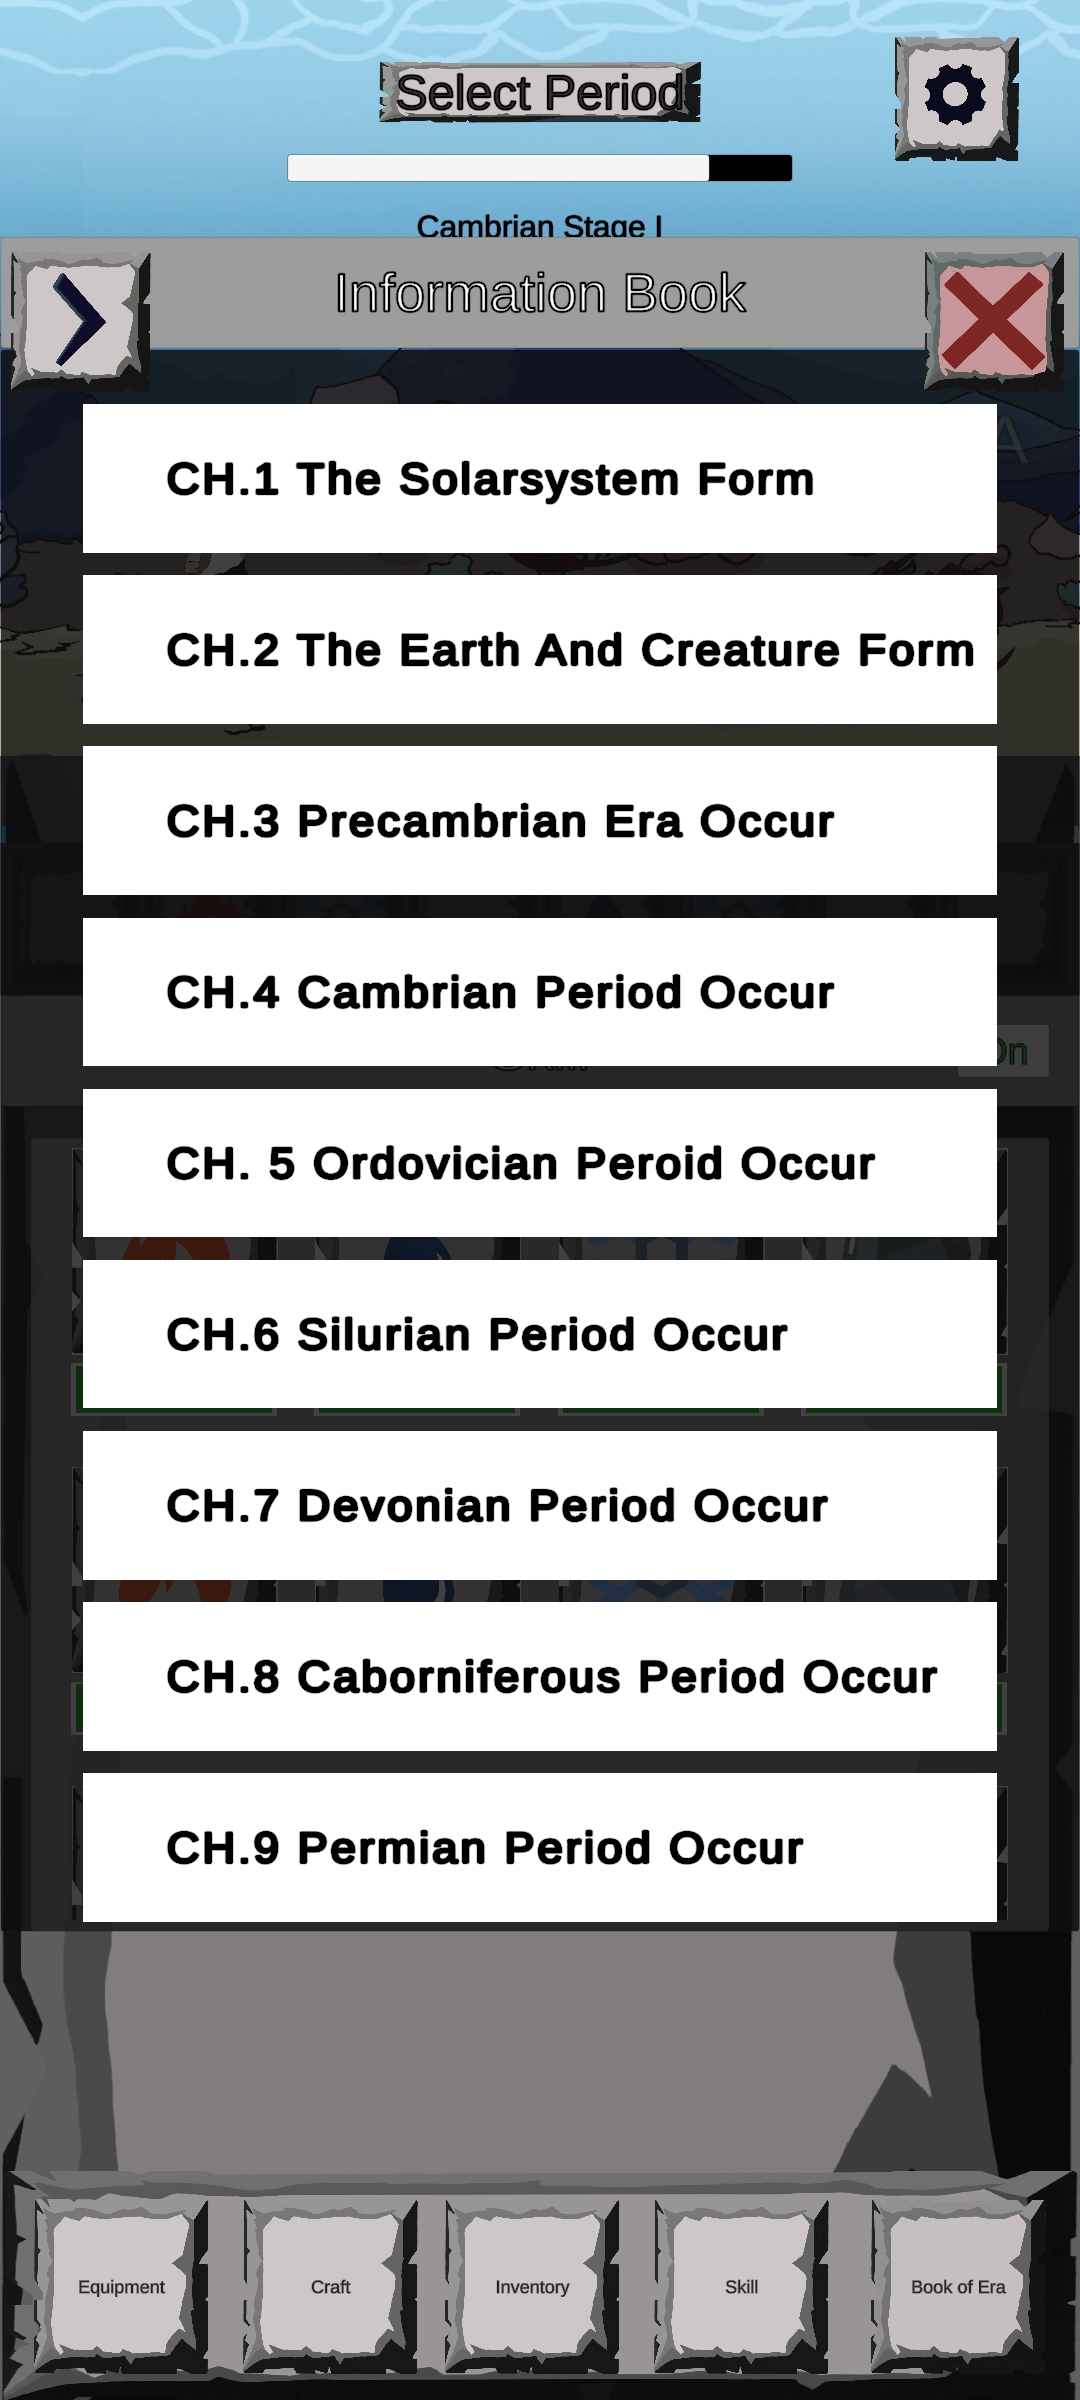 Select Period
Cambrian Stage I
Information Book
CH.1 The Solarsystem Form
CH.2 The Earth And Creature Form
CH.3 Precambrian Era Occur
CH.4 Cambrian Period Occur
On
CH. 5 Ordovician Peroid Occur
CH.6 Silurian Period Occur
CH.7 Devonian Period Occur
CH.8 Caborniferous Period Occur
CH.9 Permian Period Occur
Equipment
Craft
Inventory
Skill
Book of Era